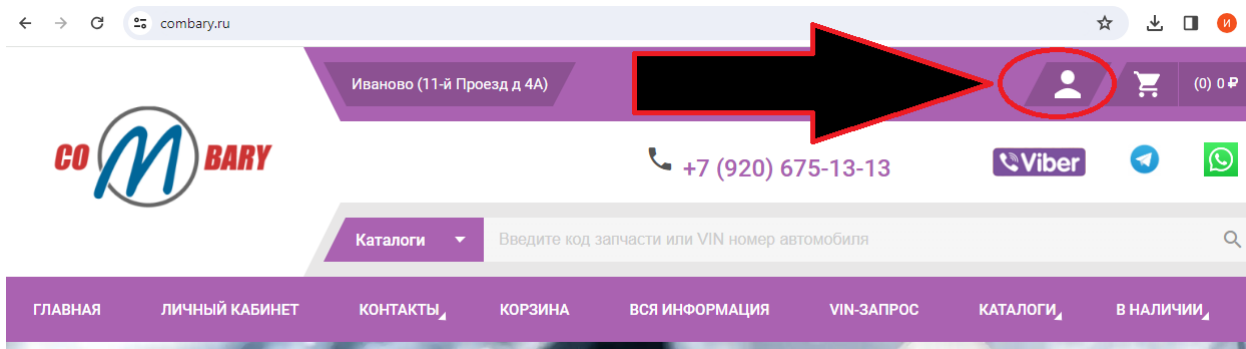 combary.ru
И
Иваново (11-й Проезд д 4А)
(0) 0 ₽
CO M BARY
+7 (920) 675-13-13
Viber
Каталоги
Введите код запчасти или VIN номер автомобиля
ГЛАВНАЯ ЛИЧНЫЙ КАБИНЕТ КОНТАКТЫ КОРЗИНА ВСЯ ИНФОРМАЦИЯ VIN-ЗАПРОС КАТАЛОГИ В НАЛИЧИИ